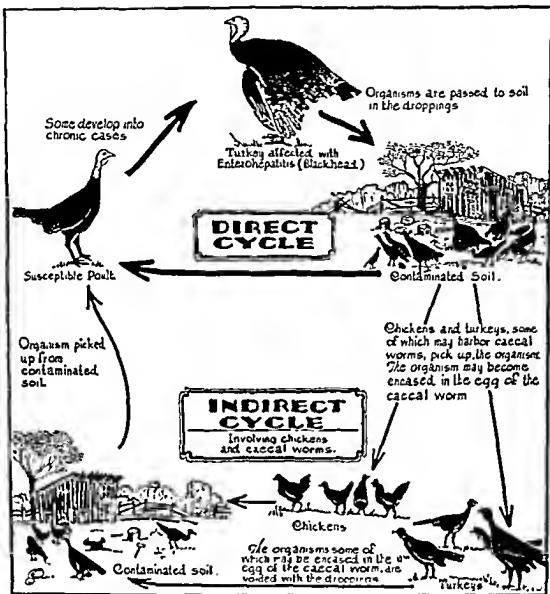 Some develop into
chronic cases
Turkey affected with
Enterohepatitis (Blackhead)
Organisms are passed to soil
in the droppings
DIRECT
CYCLE
Susceptible Poult
Contaminated Soil.
Chickens and turkeys, some
of which may harbor caecal
worms, pick up the organism.
The organism may become
encased in the egg of the
caecal worm
Organism picked
up from
contaminated
soil.
INDIRECT
CYCLE
Involving chickens
and caecal worms.
Chickens
The organisms some of
which may be encased in the
egg of the caecal worm, are
voided with the droppings
Contaminated soil.
Turkeys